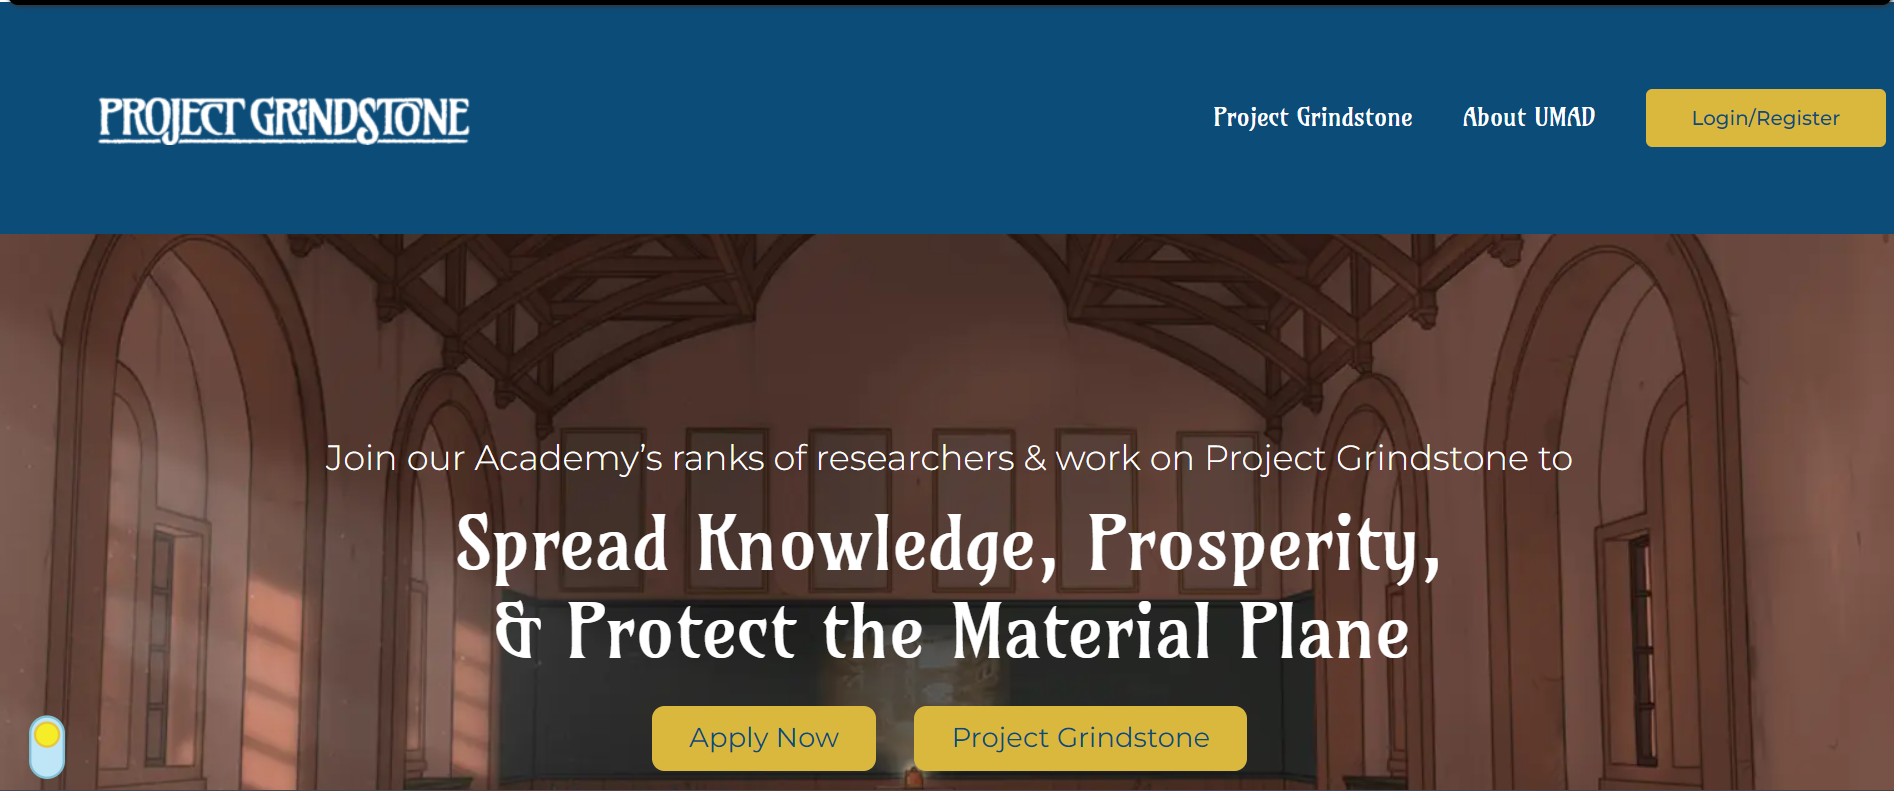 PROJECT GRINDSTONE
Project Grindstone
About UMAD
Login/Register
Join our Academy’s ranks of researchers & work on Project Grindstone to
Spread Knowledge, Prosperity,
& Protect the Material Plane
Apply Now
Project Grindstone